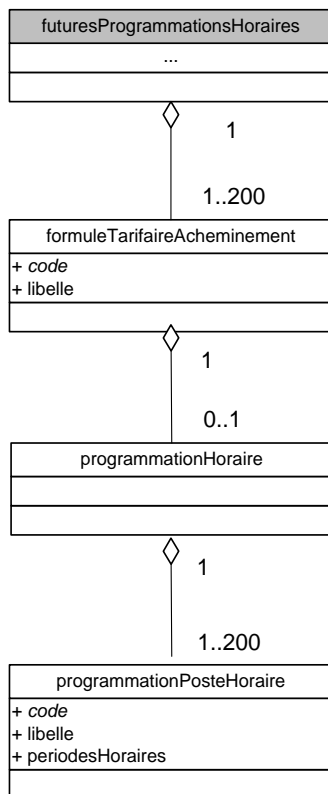 futuresProgrammationsHoraires
...
1
1..200
formuleTarifaireAcheminement
+ code
+ libelle
1
0..1
programmationHoraire
1
1..200
programmationPosteHoraire
+ code
+ libelle
+ periodesHoraires